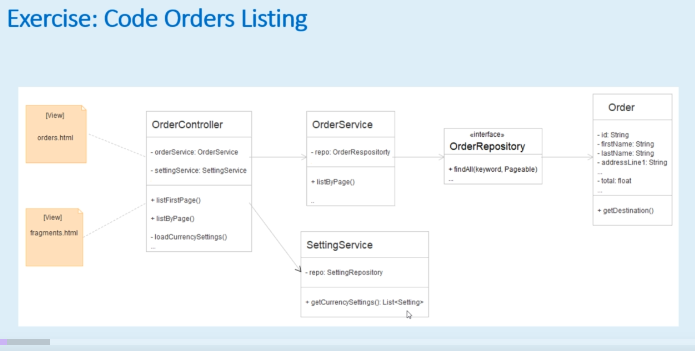 Exercise: Code Orders Listing
[View]
orders.html
[View]
fragments.html
OrderController
- orderService: OrderService
- settingService: SettingService
+ listFirstPage()
+ listByPage()
- loadCurrencySettings()
...
OrderService
- repo: OrderRespositorty
+ listByPage()
...
SettingService
- repo: SettingRepository
+ getCurrencySettings(): List<Setting>
«interface»
OrderRepository
+ findAll(keyword, Pageable)
...
Order
- id: String
- firstName: String
- lastName: String
- addressLine1: String
...
- total: float
...
+ getDestination()